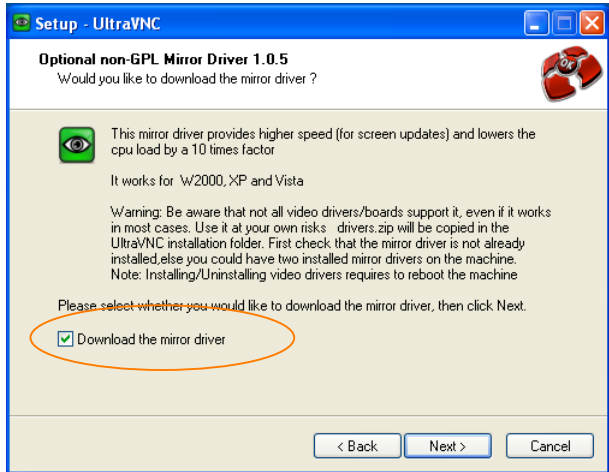 Setup - UltraVNC
Optional non-GPL Mirror Driver 1.0.5
Would you like to download the mirror driver ?
OK
This mirror driver provides higher speed (for screen updates) and lowers the
cpu load by a 10 times factor
It works for W2000, XP and Vista
Warning: Be aware that not all video drivers/boards support it, even if it works
in most cases. Use it at your own risks drivers.zip will be copied in the
UltraVNC installation folder. First check that the mirror driver is not already
installed,else you could have two installed mirror drivers on the machine.
Note: Installing/Uninstalling video drivers requires to reboot the machine
Please select whether you would like to download the mirror driver, then click Next.
Download the mirror driver
< Back Next > Cancel